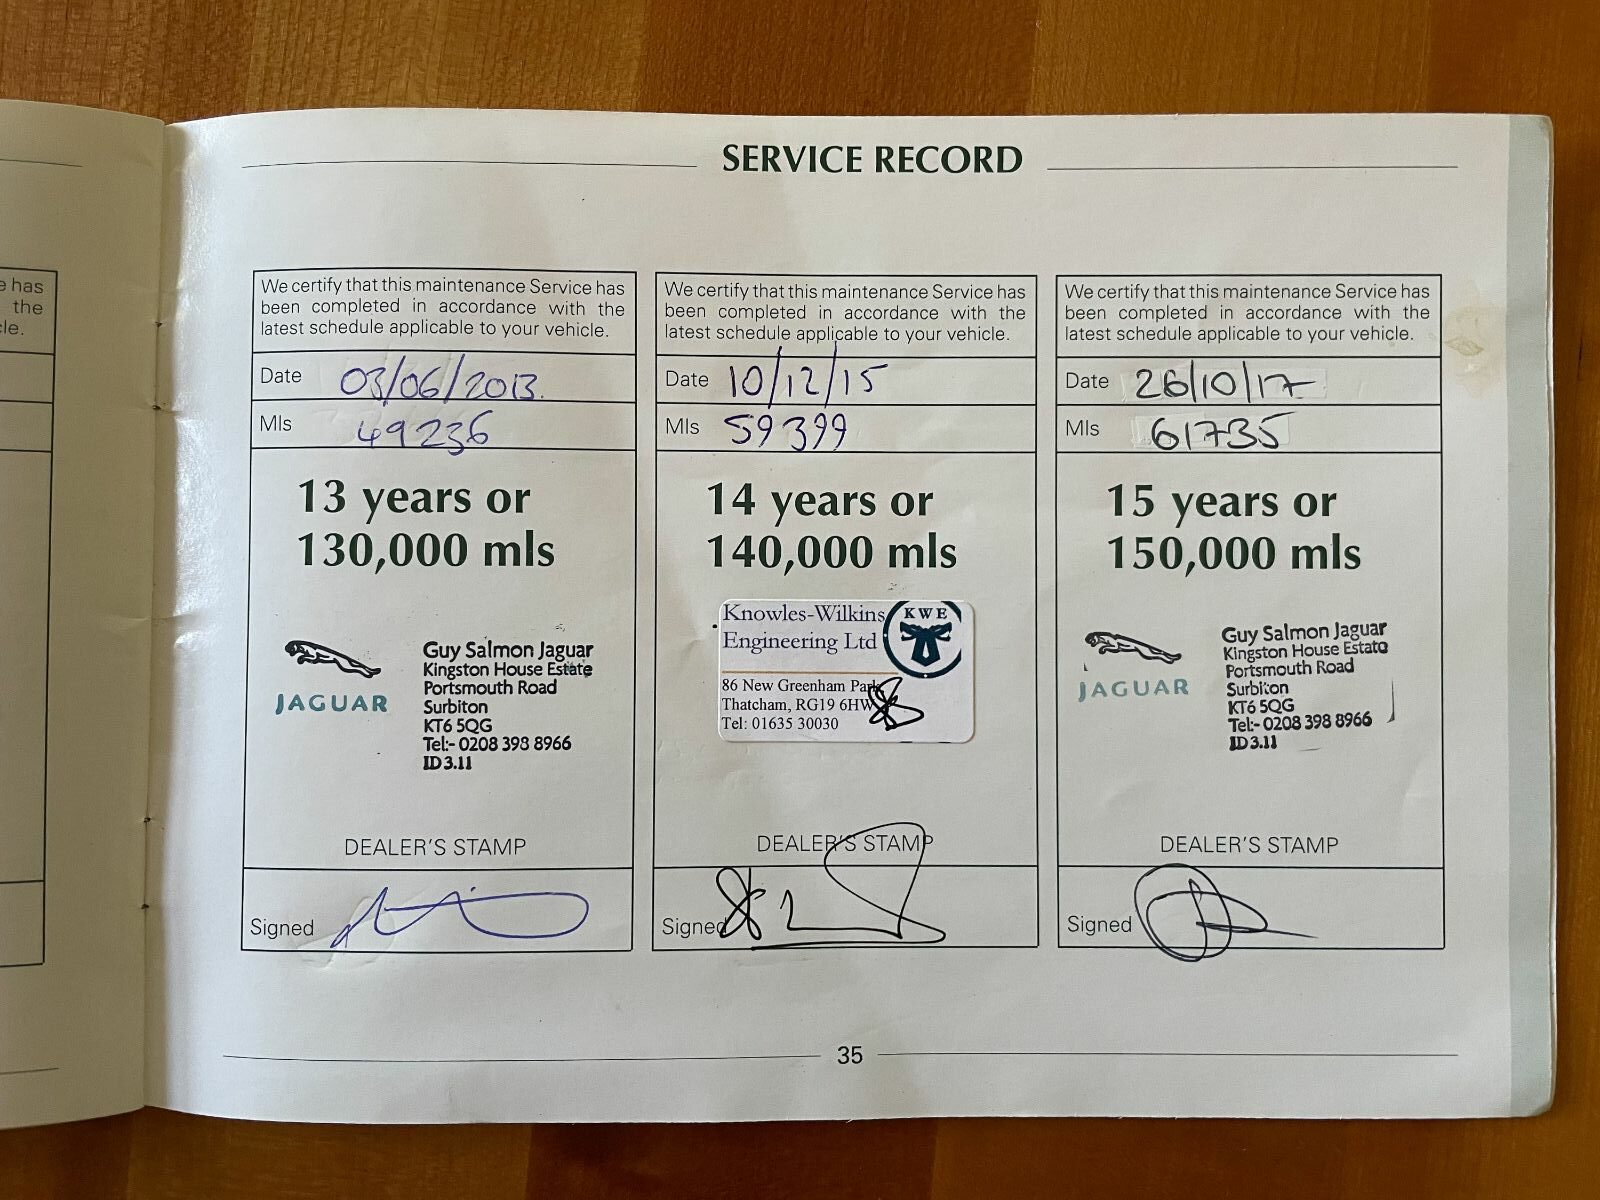 e has
the
cle.
SERVICE RECORD
We certify that this maintenance Service has
been completed in accordance with the
latest schedule applicable to your vehicle.
Date 03/06/2013
Mls 49236
13 years or
130,000 mls
JAGUAR
Guy Salmon Jaguar
Kingston House Estate
Portsmouth Road
Surbiton
KT6 5QG
Tel:- 0208 398 8966
ID3.11
DEALER'S STAMP
Signed
We certify that this maintenance Service has
been completed in accordance with the
latest schedule applicable to your vehicle.
Date 10/12/15
Mls 59399
14 years or
140,000 mls
Knowles-Wilkins
Engineering Ltd
KWE
86 New Greenham Park
Thatcham, RG19 6HW
Tel: 01635 30030
DEALER'S STAMP
Signed
We certify that this maintenance Service has
been completed in accordance with the
latest schedule applicable to your vehicle.
Date 26/10/17
Mls 61735
15 years or
150,000 mls
JAGUAR
Guy Salmon Jaguar
Kingston House Estate
Portsmouth Road
Surbiton
KT6 5QG
Tel:- 0208 398 8966
ID3.11
DEALER'S STAMP
Signed
35